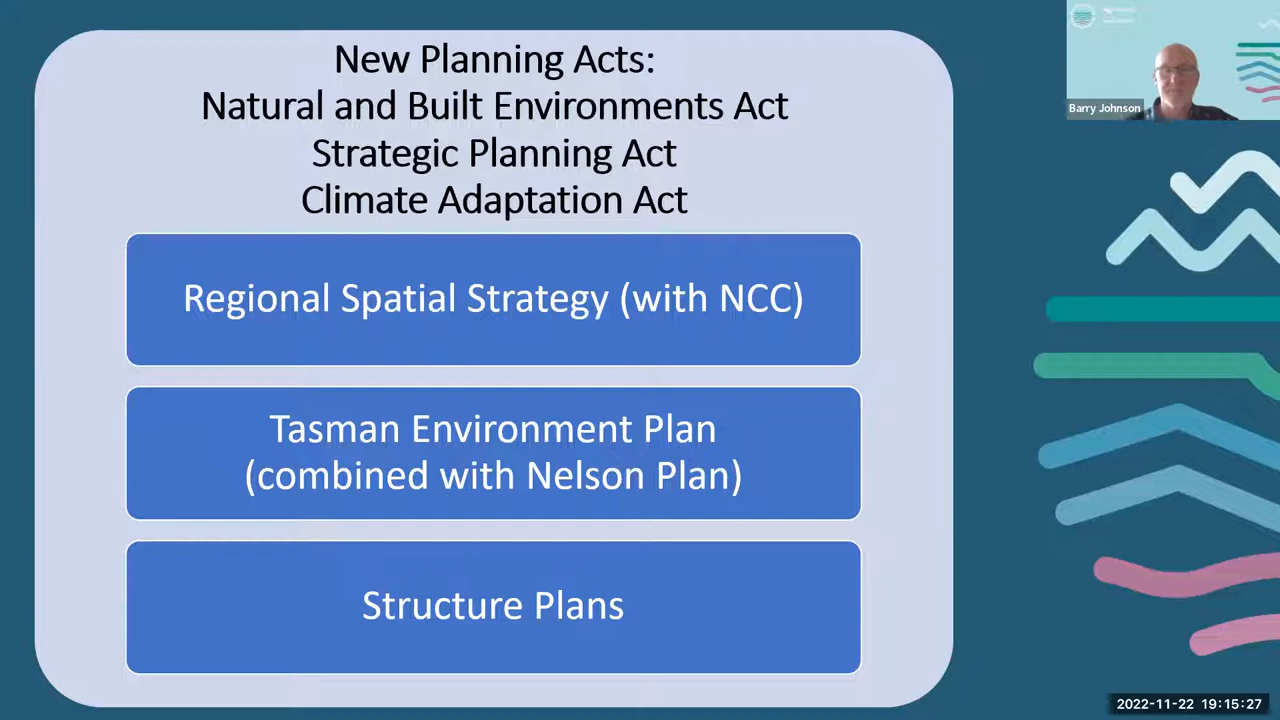 New Planning Acts:
Natural and Built Environments Act
Strategic Planning Act
Climate Adaptation Act
Regional Spatial Strategy (with NCC)
Tasman Environment Plan
(combined with Nelson Plan)
Structure Plans
Barry Johnson
2022-11-22 19:15:27